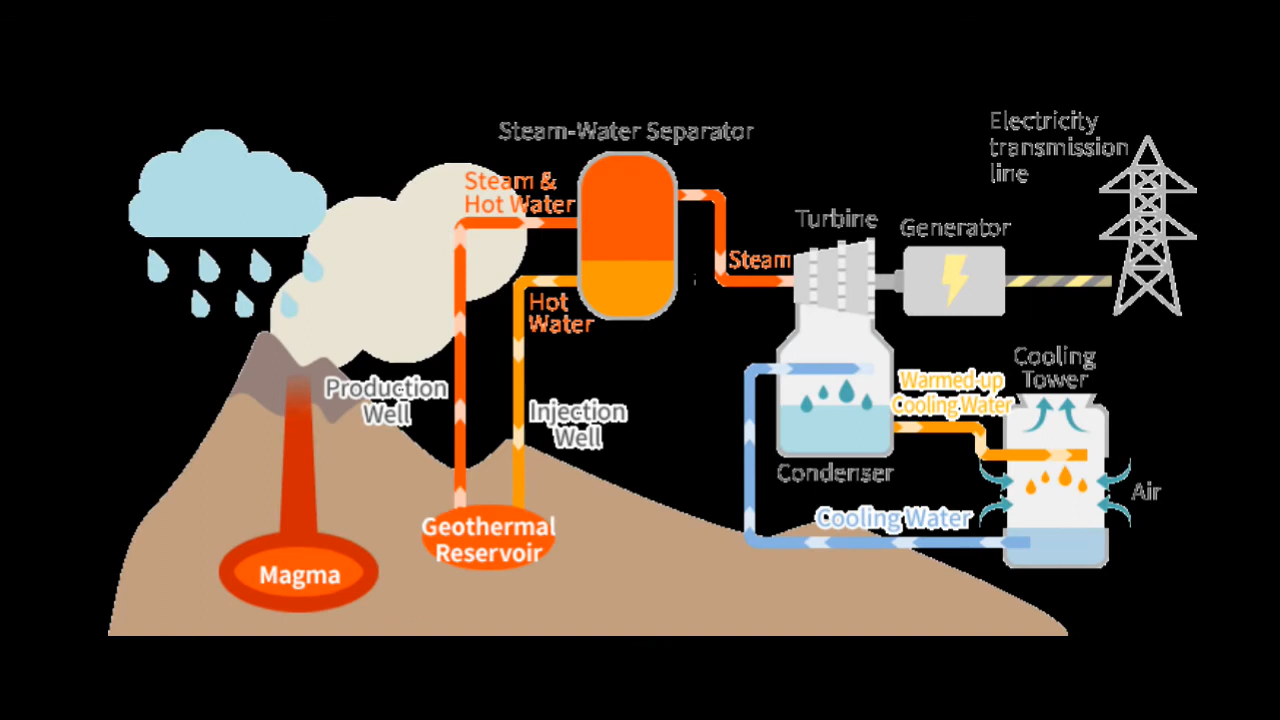 Steam-Water Separator
Electricity
transmission
line
Steam &
Hot Water
Turbine
Generator
Steam
Hot
Water
Production
Well
Injection
Well
Cooling
Tower
Warmed-up
Cooling Water
Condenser
Air
Cooling Water
Geothermal
Reservoir
Magma